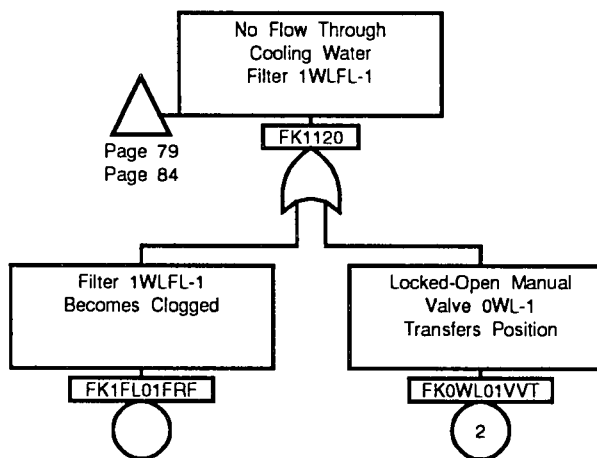 No Flow Through
Cooling Water
Filter 1WLFL-1
Page 79
Page 84
FK1120
Filter 1WLFL-1
Becomes Clogged
FK1FL01FRF
Locked-Open Manual
Valve 0WL-1
Transfers Position
FK0WL01VVT
2